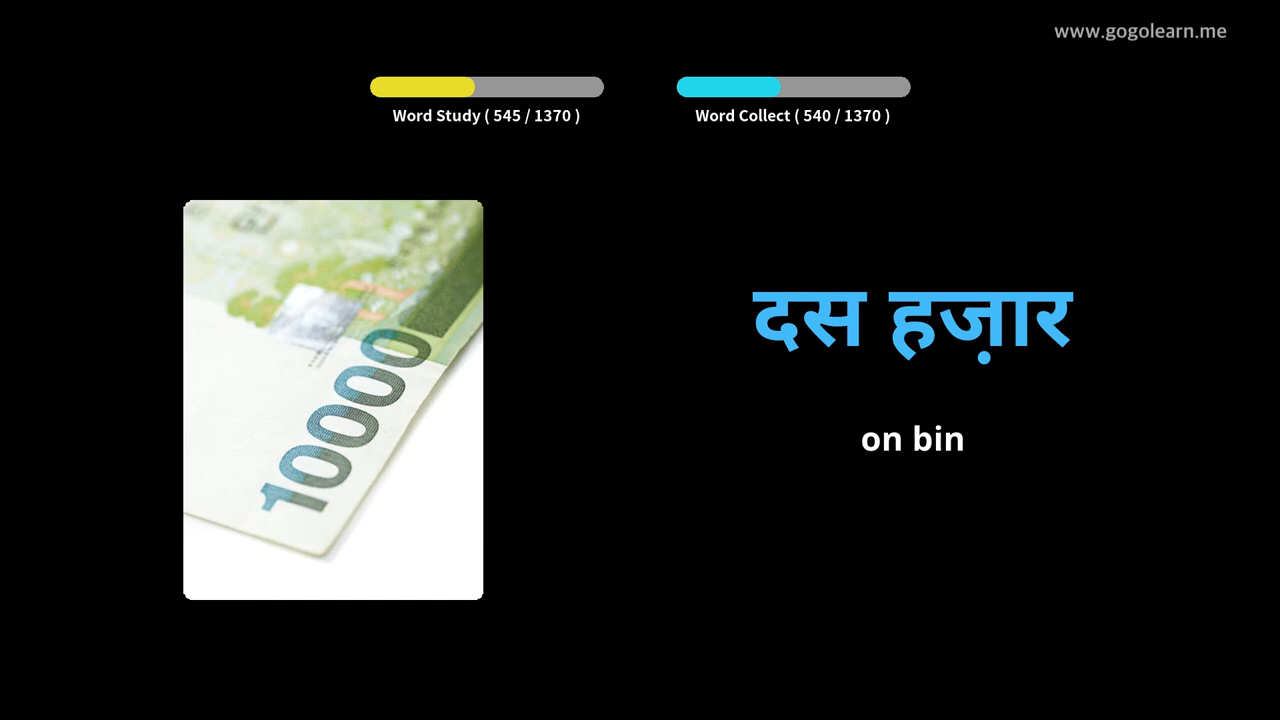 www.gogolearn.me
Word Study ( 545 / 1370 )
Word Collect ( 540 / 1370 )
10000
दस हज़ार
on bin